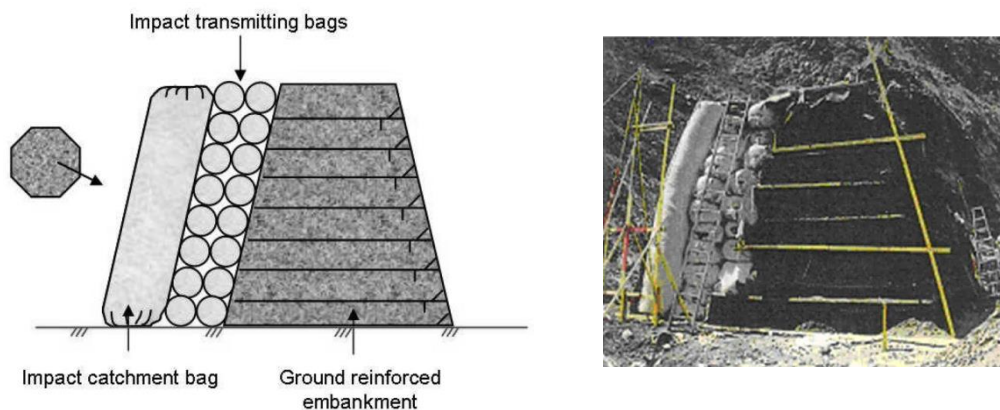 Impact transmitting bags
Impact catchment bag
Ground reinforced
embankment